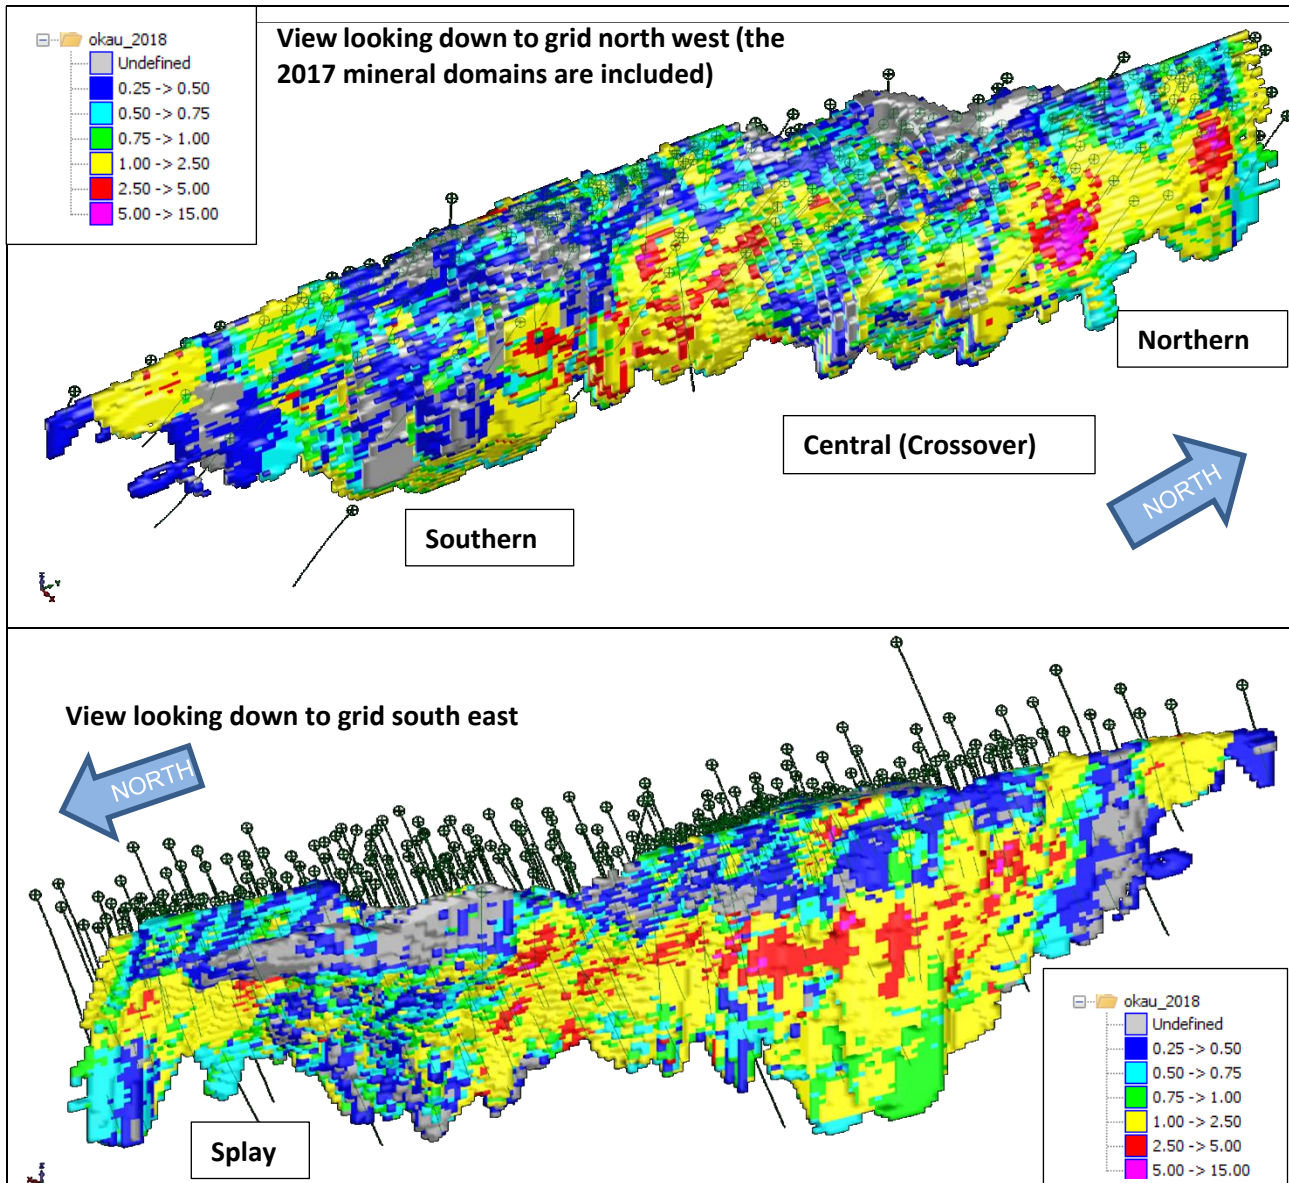 okau_2018
Undefined
0.25 -> 0.50
0.50 -> 0.75
0.75 -> 1.00
1.00 -> 2.50
2.50 -> 5.00
5.00 -> 15.00
View looking down to grid north west (the
2017 mineral domains are included)
Northern
Central (Crossover)
NORTH
Southern
View looking down to grid south east
NORTH
Splay
okau_2018
Undefined
0.25 -> 0.50
0.50 -> 0.75
0.75 -> 1.00
1.00 -> 2.50
2.50 -> 5.00
5.00 -> 15.00